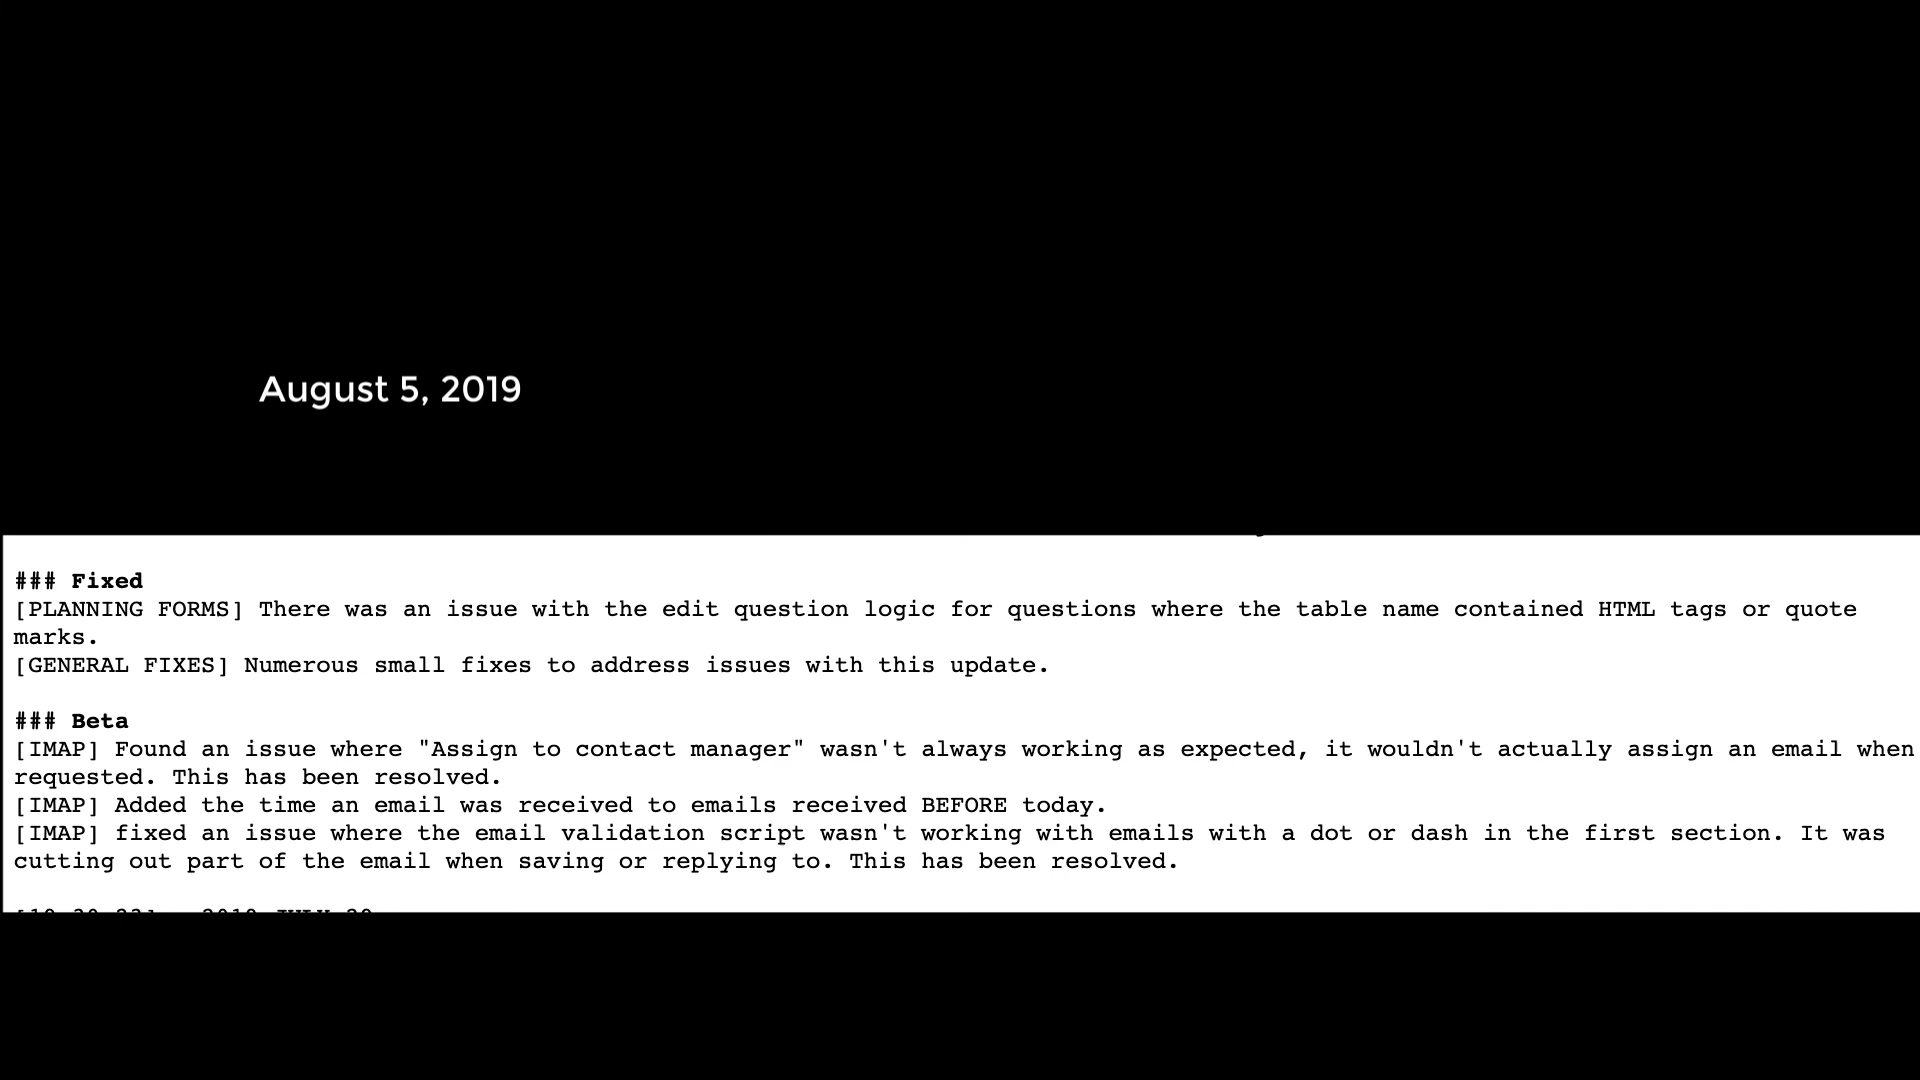 August 5, 2019
### Fixed
[PLANNING FORMS] There was an issue with the edit question logic for questions where the table name contained HTML tags or quote
marks.
[GENERAL FIXES] Numerous small fixes to address issues with this update.
### Beta
[IMAP] Found an issue where "Assign to contact manager" wasn't always working as expected, it wouldn't actually assign an email when
requested. This has been resolved.
[IMAP] Added the time an email was received to emails received BEFORE today.
[IMAP] fixed an issue where the email validation script wasn't working with emails with a dot or dash in the first section. It was
cutting out part of the email when saving or replying to. This has been resolved.